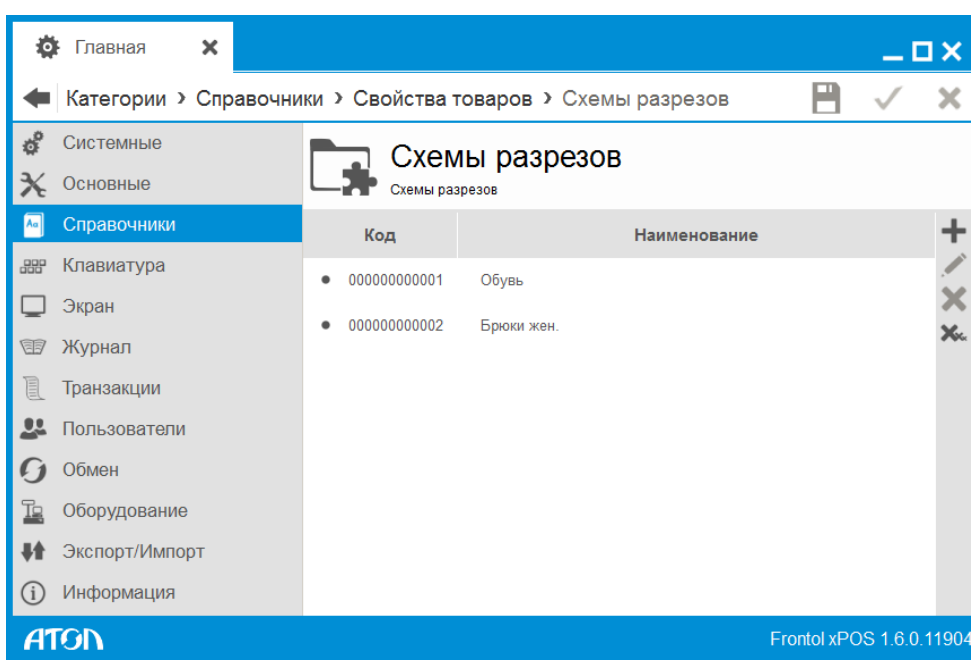 Главная
Категории › Справочники › Свойства товаров › Схемы разрезов
Системные
Основные
Справочники
Клавиатура
Экран
Журнал
Транзакции
Пользователи
Обмен
Оборудование
Экспорт/Импорт
Информация
Схемы разрезов
Схемы разрезов
Код Наименование
000000000001 Обувь
000000000002 Брюки жен.
АТОЛ
Frontol xPOS 1.6.0.11904